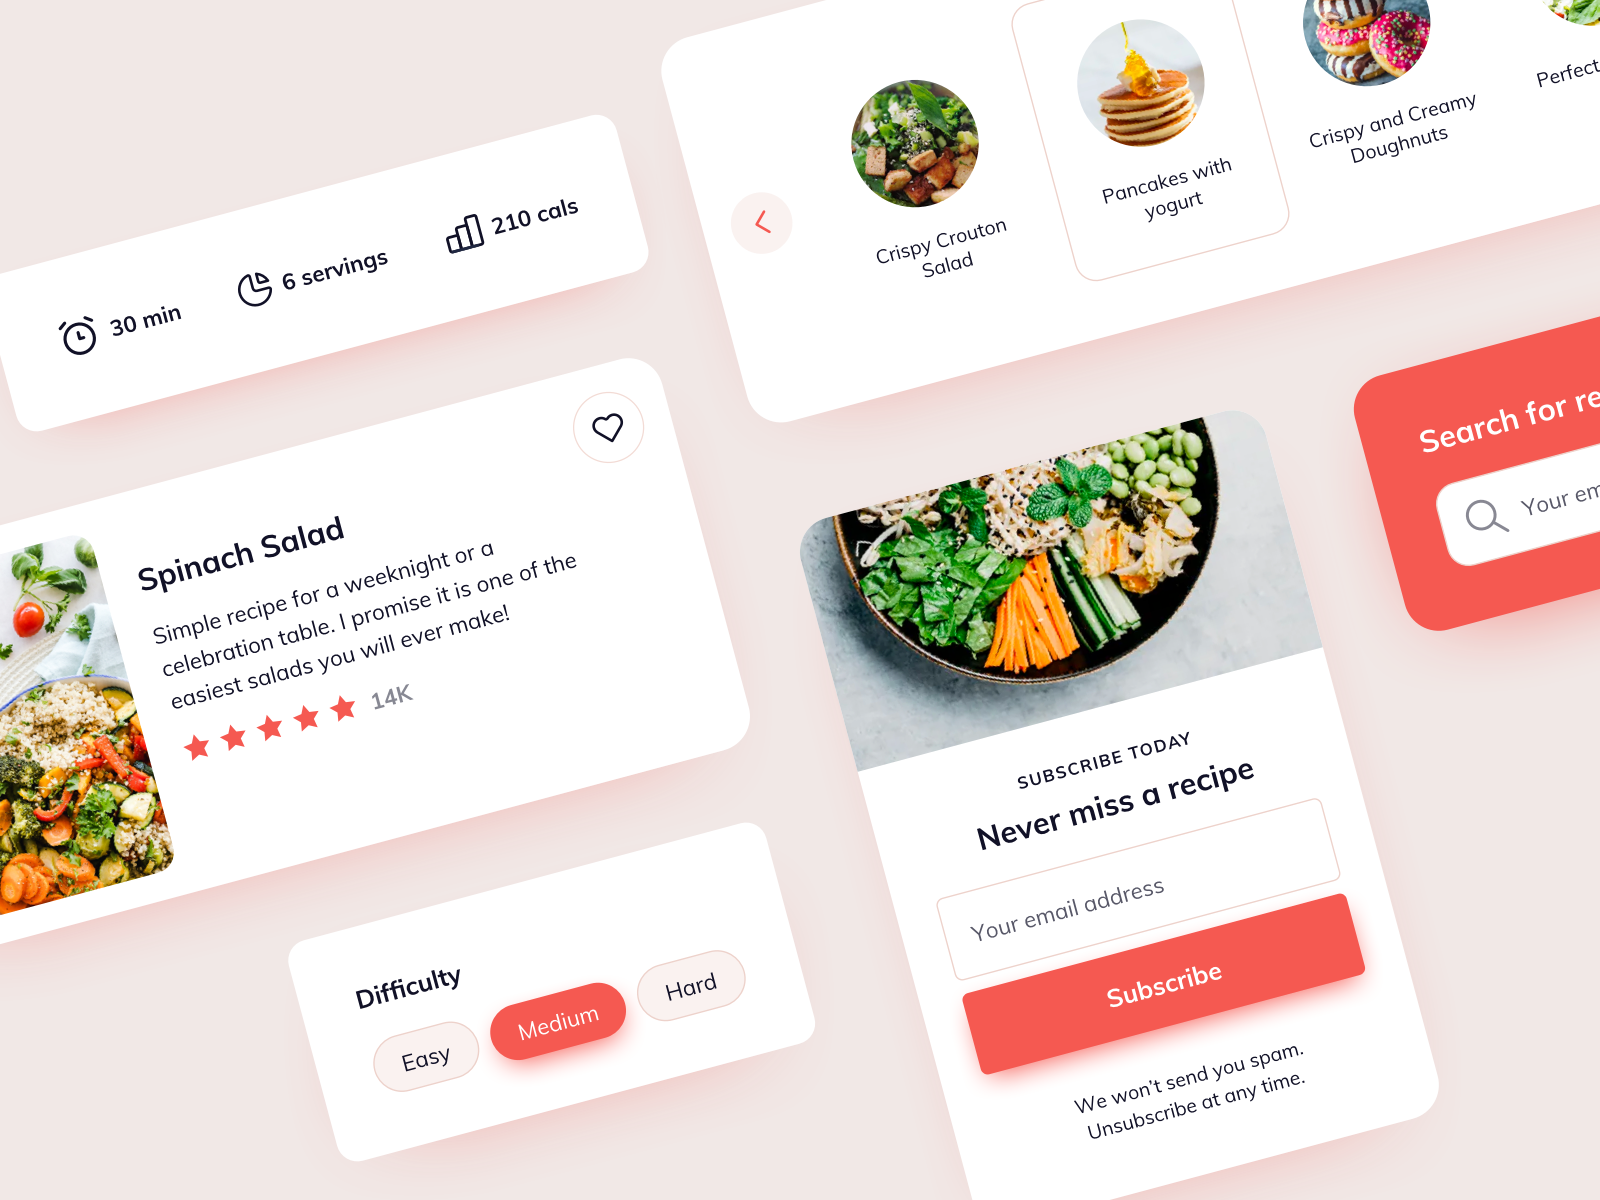 30 min
6 servings
210 cals
Crispy Crouton
Salad
Pancakes with
yogurt
Crispy and Creamy
Doughnuts
Perfect
Search for re
Your em
Spinach Salad
Simple recipe for a weeknight or a
celebration table. I promise it is one of the
easiest salads you will ever make!
14K
SUBSCRIBE TODAY
Never miss a recipe
Your email address
Subscribe
We won't send you spam.
Unsubscribe at any time.
Difficulty
Easy
Medium
Hard